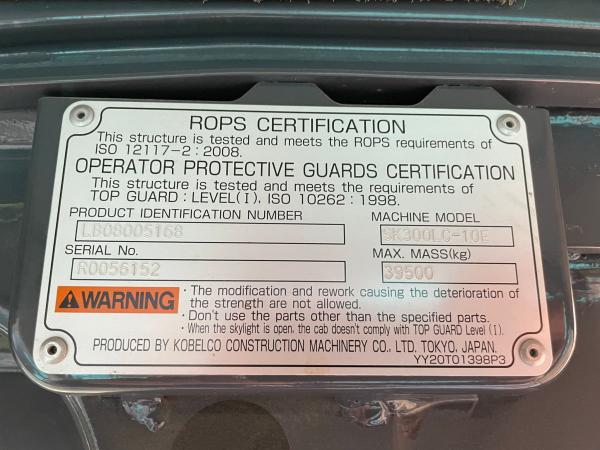 ROPS CERTIFICATION
This structure is tested and meets the ROPS requirements of
ISO 12117-2 : 2008.
OPERATOR PROTECTIVE GUARDS CERTIFICATION
This structure is tested and meets the requirements of
TOP GUARD : LEVEL(I), ISO 10262 : 1998.
PRODUCT IDENTIFICATION NUMBER
MACHINE MODEL
LB08005168
SK300LC-10E
SERIAL No.
MAX. MASS(kg)
R0056152
39500
WARNING
・The modification and rework causing the deterioration of
the strength are not allowed.
・Don't use the parts other than the specified parts.
・When the skylight is open, the cab doesn't comply with TOP GUARD Level (I).
PRODUCED BY KOBELCO CONSTRUCTION MACHINERY CO., LTD. TOKYO, JAPAN.
YY20T01398P3